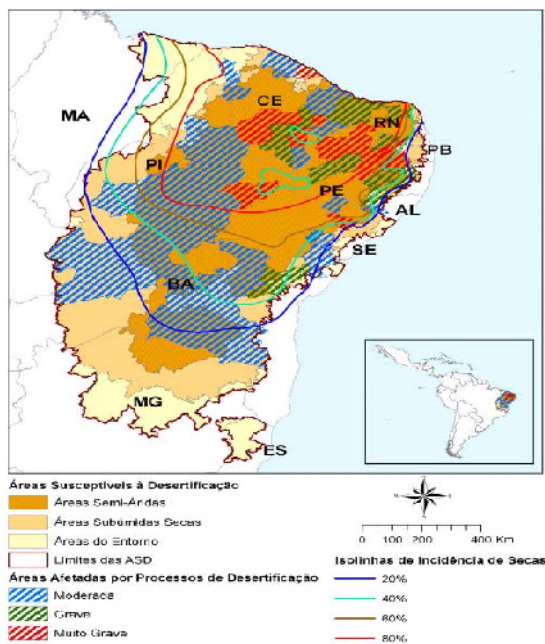 MA
CE
RN
PI
PB
PE
AL
SE
BA
MG
ES
Áreas Susceptíveis à Desertificação
Áreas Semi-Áridas
Áreas Subúmidas Secas
Áreas do Entorno
Limites das ASD
Áreas Afetadas por Processos de Desertificação
Moderada
Grave
Muito Grave
0 100 200 400 Km
Isolinhas de Incidência de Secas
20%
40%
60%
80%